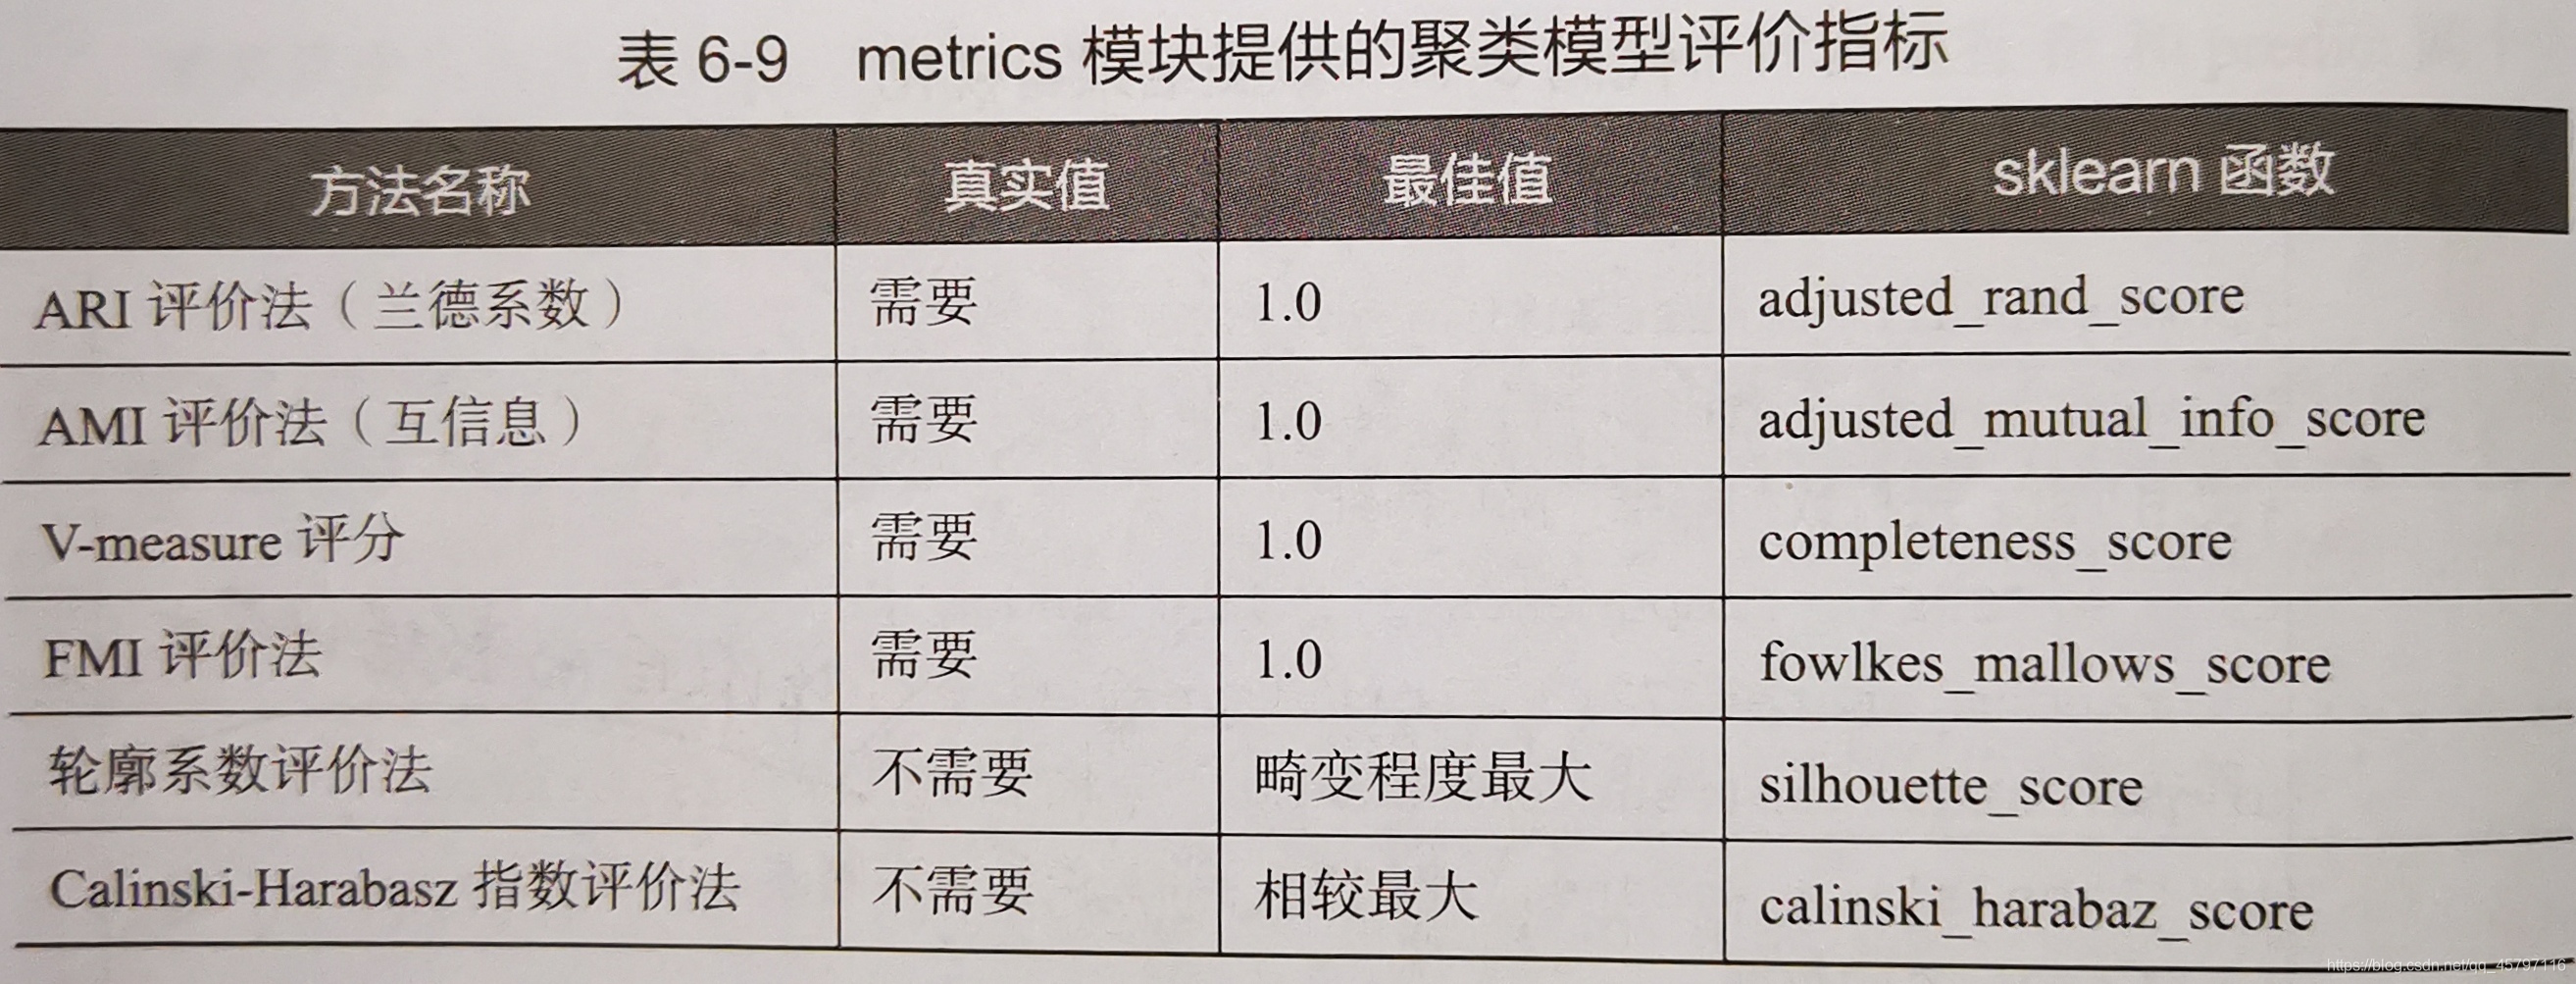 表 6-9 metrics 模块提供的聚类模型评价指标
方法名称 真实值 最佳值 sklearn 函数
ARI 评价法（兰德系数） 需要 1.0 adjusted_rand_score
AMI 评价法（互信息） 需要 1.0 adjusted_mutual_info_score
V-measure 评分 需要 1.0 completeness_score
FMI 评价法 需要 1.0 fowlkes_mallows_score
轮廓系数评价法 不需要 畸变程度最大 silhouette_score
Calinski-Harabasz 指数评价法 不需要 相较最大 calinski_harabaz_score
https://blog.csdn.net/qq_45797116